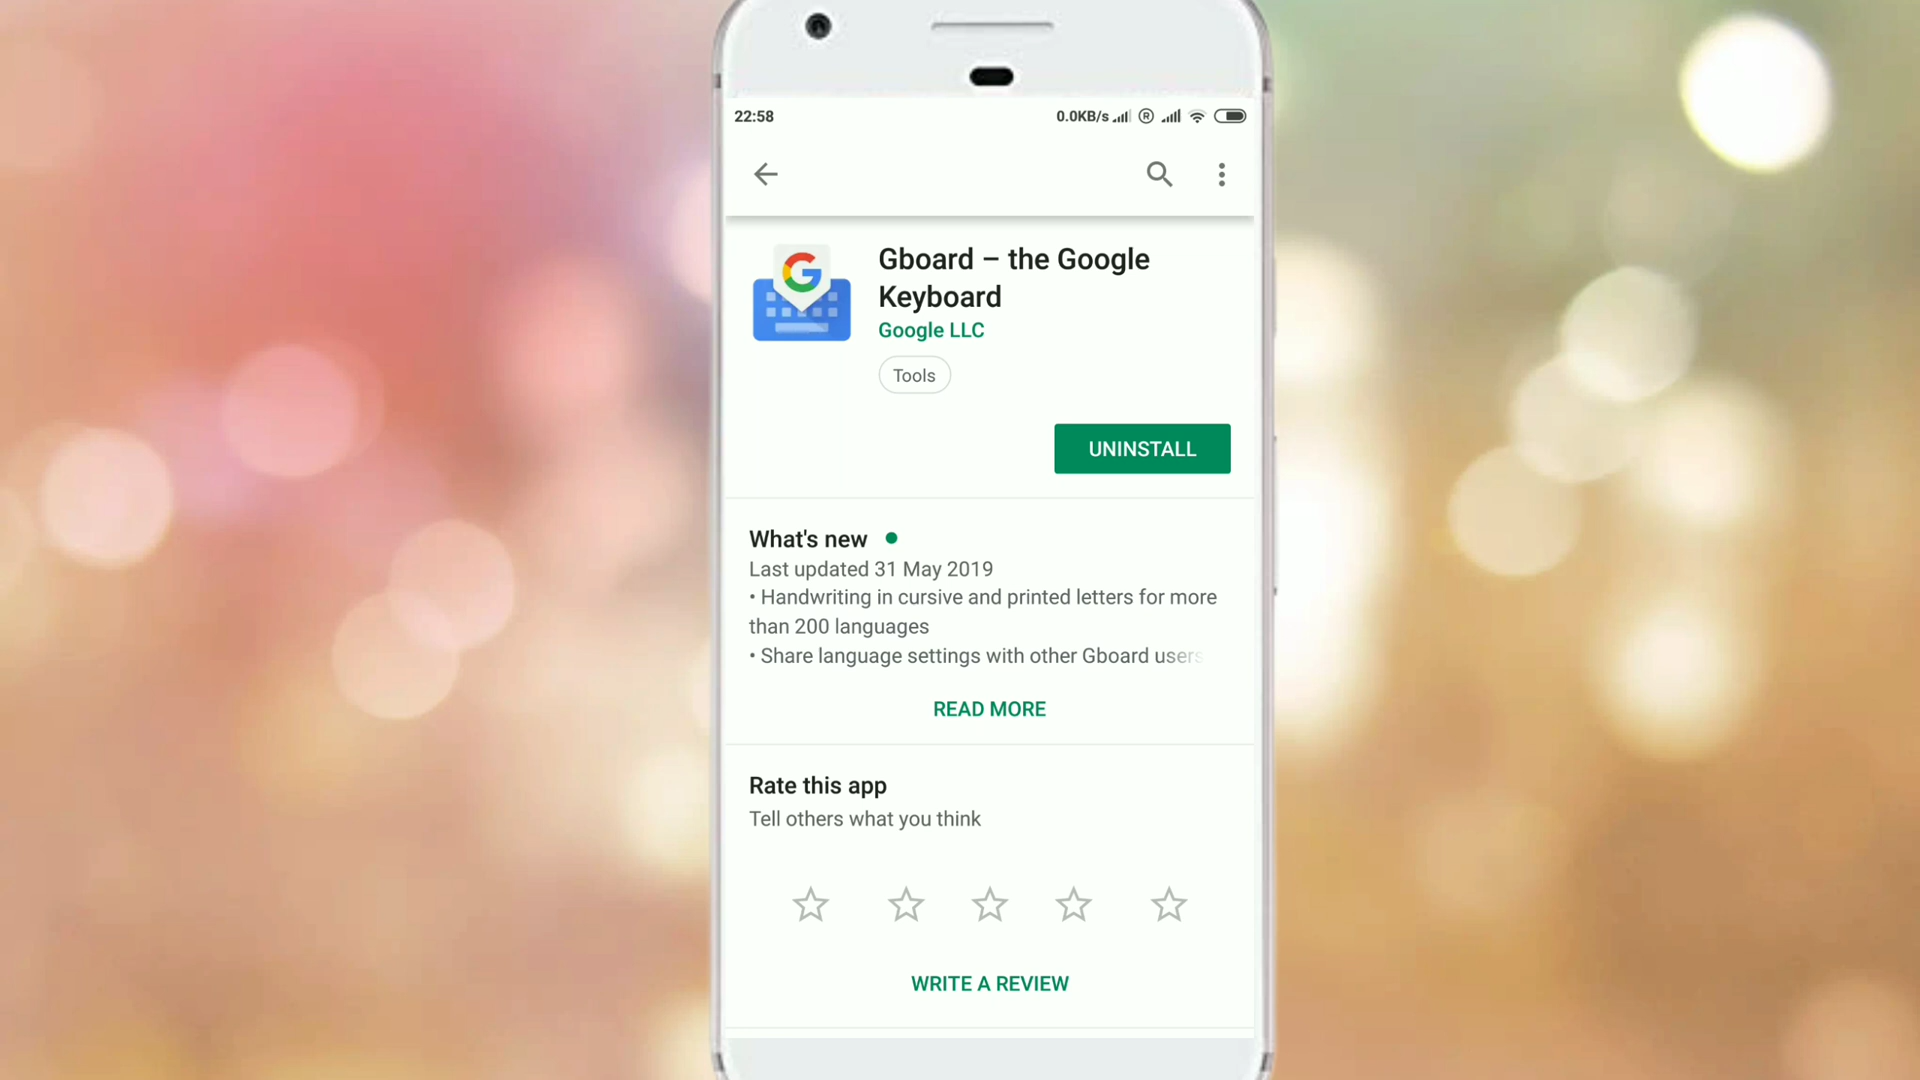 22:58
0.0KB/s
Gboard – the Google
Keyboard
Google LLC
Tools
UNINSTALL
What's new
Last updated 31 May 2019
• Handwriting in cursive and printed letters for more
than 200 languages
• Share language settings with other Gboard users
READ MORE
Rate this app
Tell others what you think
WRITE A REVIEW